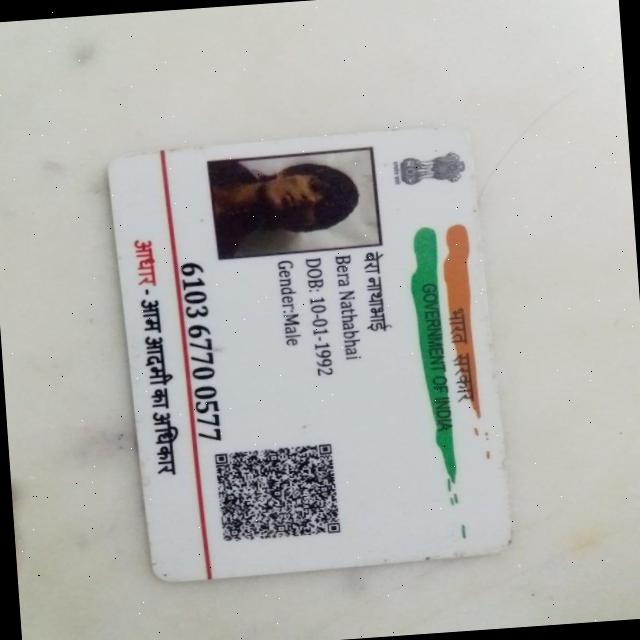 भारत सरकार
GOVERNMENT OF INDIA
बेरा नाथाभाई
Bera Nathabhai
DOB: 10-01-1992
Gender:Male
6103 6770 0577
आधार - आम आदमी का अधिकार